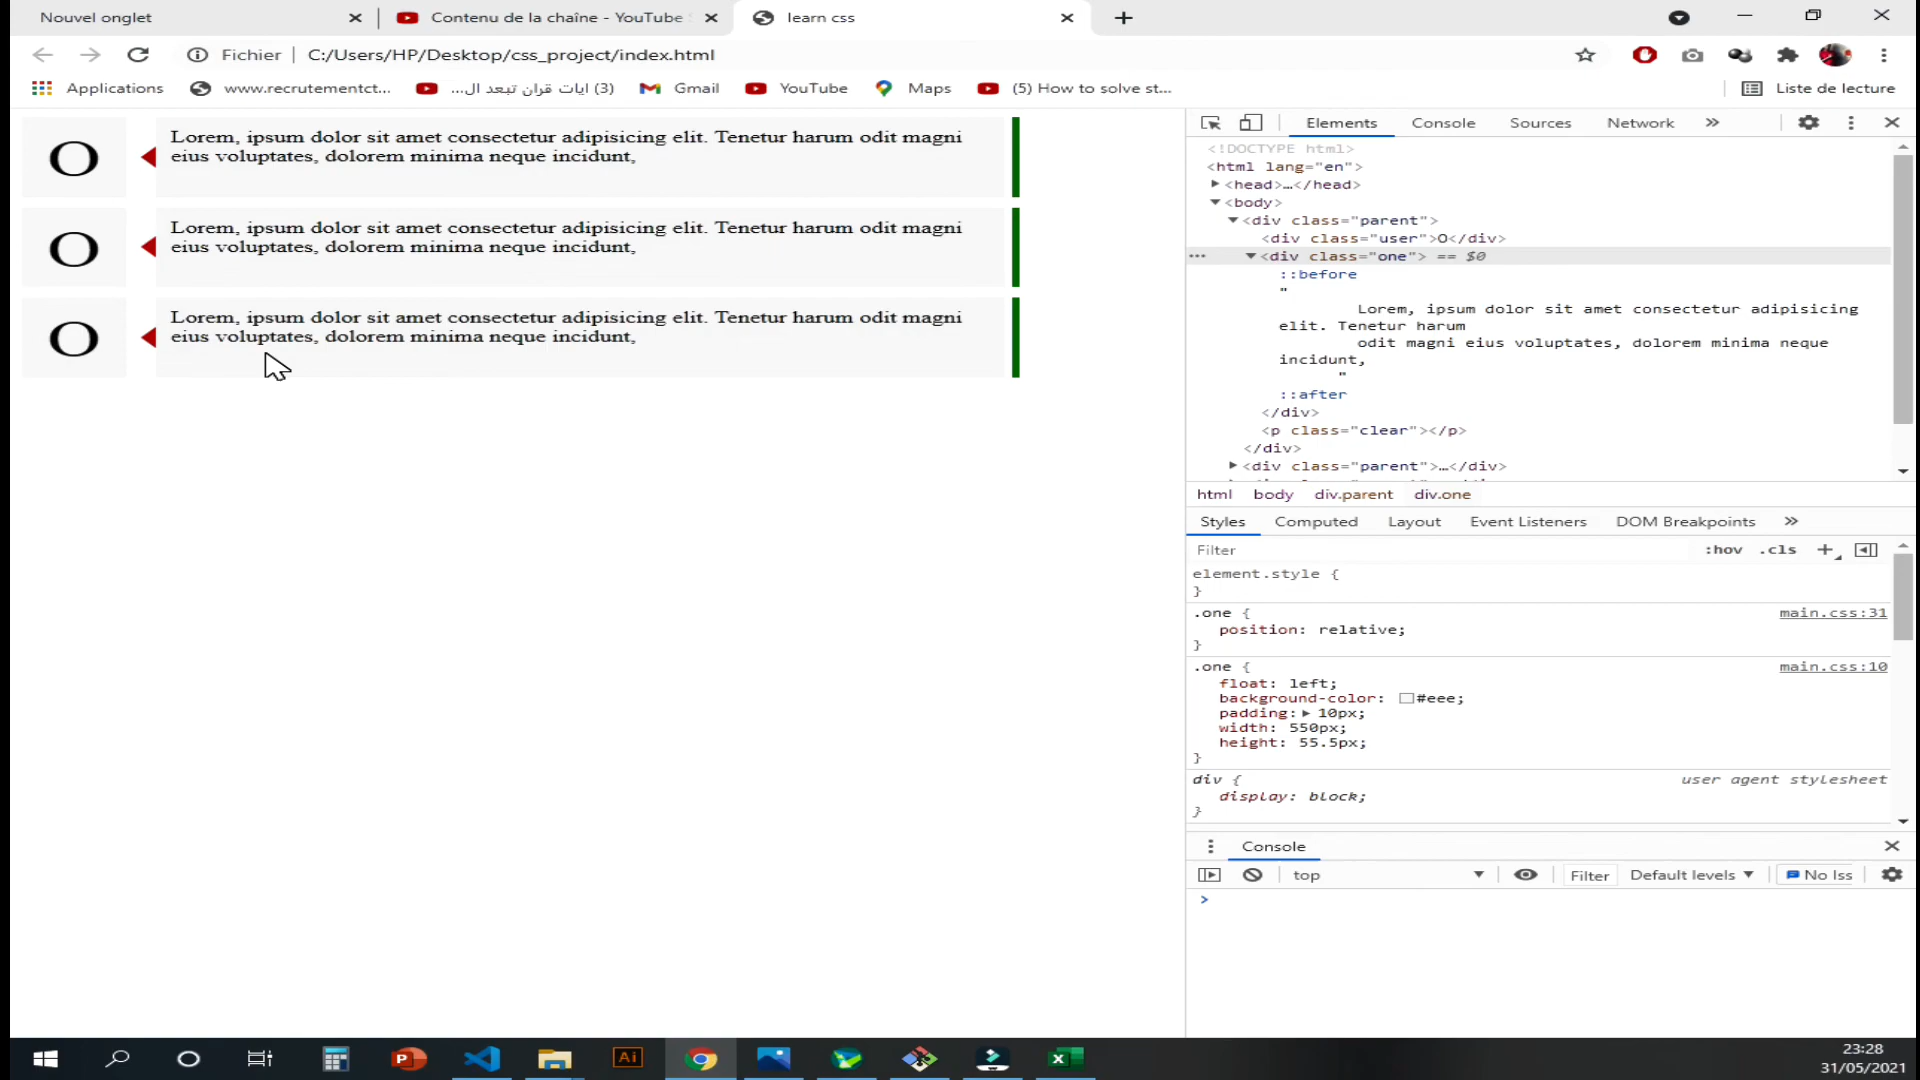 Nouvel onglet
Contenu de la chaîne - YouTube S
learn css
Fichier
C:/Users/HP/Desktop/css_project/index.html
Applications
www.recrutementct...
(3) ايات قران تبعد ال...
Gmail
YouTube
Maps
(5) How to solve st...
Liste de lecture
O
Lorem, ipsum dolor sit amet consectetur adipisicing elit. Tenetur harum odit magni
eius voluptates, dolorem minima neque incidunt,
O
Lorem, ipsum dolor sit amet consectetur adipisicing elit. Tenetur harum odit magni
eius voluptates, dolorem minima neque incidunt,
O
Lorem, ipsum dolor sit amet consectetur adipisicing elit. Tenetur harum odit magni
eius voluptates, dolorem minima neque incidunt,
Elements Console Sources Network »
<!DOCTYPE html>
<html lang="en">
<head>…</head>
<body>
<div class="parent">
<div class="user">O</div>
<div class="one"> == $0
::before
"
Lorem, ipsum dolor sit amet consectetur adipisicing
elit. Tenetur harum
odit magni eius voluptates, dolorem minima neque
incidunt,
"
::after
</div>
<p class="clear"></p>
</div>
<div class="parent">…</div>
html body div.parent div.one
Styles Computed Layout Event Listeners DOM Breakpoints »
Filter :hov .cls +
element.style {
}
.one { main.css:31
position: relative;
}
.one { main.css:10
float: left;
background-color: #eee;
padding: 10px;
width: 550px;
height: 55.5px;
}
div { user agent stylesheet
display: block;
}
Console
top Filter Default levels No Iss
>
P Ai X
23:28
31/05/2021